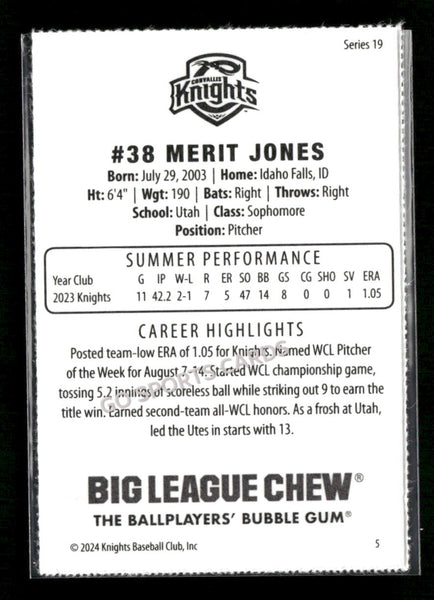 Series 19
CORVALLIS
Knights
#38 MERIT JONES
Born: July 29, 2003 | Home: Idaho Falls, ID
Ht: 6'4" | Wgt: 190 | Bats: Right | Throws: Right
School: Utah | Class: Sophomore
Position: Pitcher
SUMMER PERFORMANCE
Year Club G IP W-L R ER SO BB GS CG SHO SV ERA
2023 Knights 11 42.2 2-1 7 5 47 14 8 0 0 1 1.05
CAREER HIGHLIGHTS
Posted team-low ERA of 1.05 for Knights. Named WCL Pitcher
of the Week for August 7-14. Started WCL championship game,
tossing 5.2 innings of scoreless ball while striking out 9 to earn the
title win. Earned second-team all-WCL honors. As a frosh at Utah,
led the Utes in starts with 13.
GO SPORTS CARDS
BIG LEAGUE CHEW®
THE BALLPLAYERS' BUBBLE GUM®
© 2024 Knights Baseball Club, Inc 5